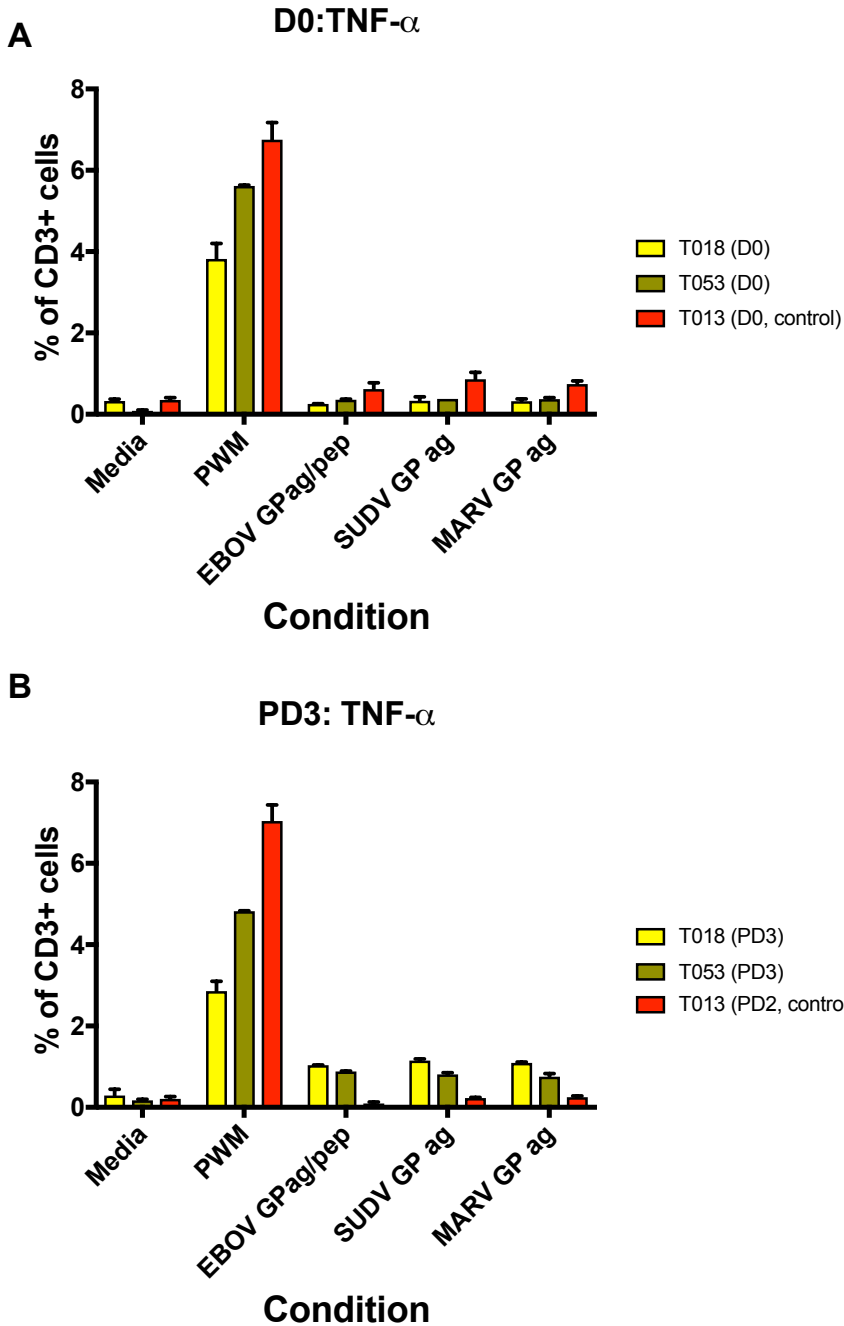 A
D0:TNF-α
% of CD3+ cells
8
6
4
2
0
Media
PWM
EBOV GPag/pep
SUDV GP ag
MARV GP ag
Condition
T018 (D0)
T053 (D0)
T013 (D0, control)
B
PD3: TNF-α
% of CD3+ cells
8
6
4
2
0
Media
PWM
EBOV GPag/pep
SUDV GP ag
MARV GP ag
Condition
T018 (PD3)
T053 (PD3)
T013 (PD2, contro